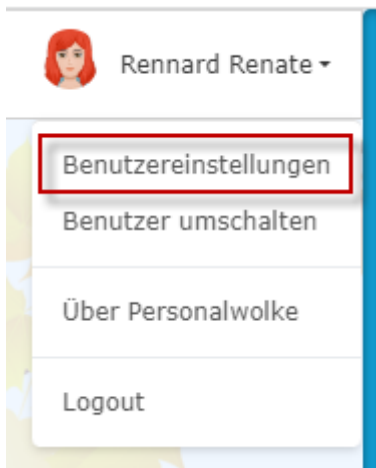 Rennard Renate
Benutzereinstellungen
Benutzer umschalten
Über Personalwolke
Logout